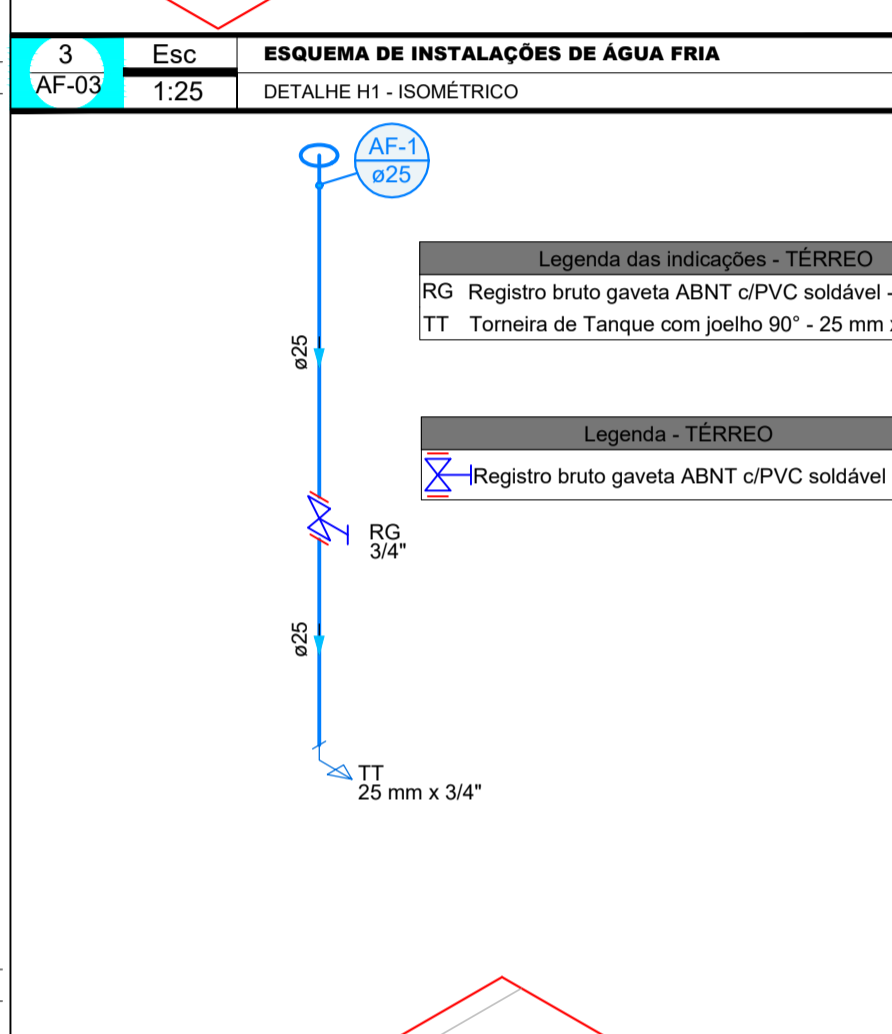 3
AF-03
Esc
1:25
ESQUEMA DE INSTALAÇÕES DE ÁGUA FRIA
DETALHE H1 - ISOMÉTRICO
AF-1
ø25
Legenda das indicações - TÉRREO
RG Registro bruto gaveta ABNT c/PVC soldável -
TT Torneira de Tanque com joelho 90° - 25 mm
ø25
Legenda - TÉRREO
Registro bruto gaveta ABNT c/PVC soldável
RG
3/4"
ø25
TT
25 mm x 3/4"